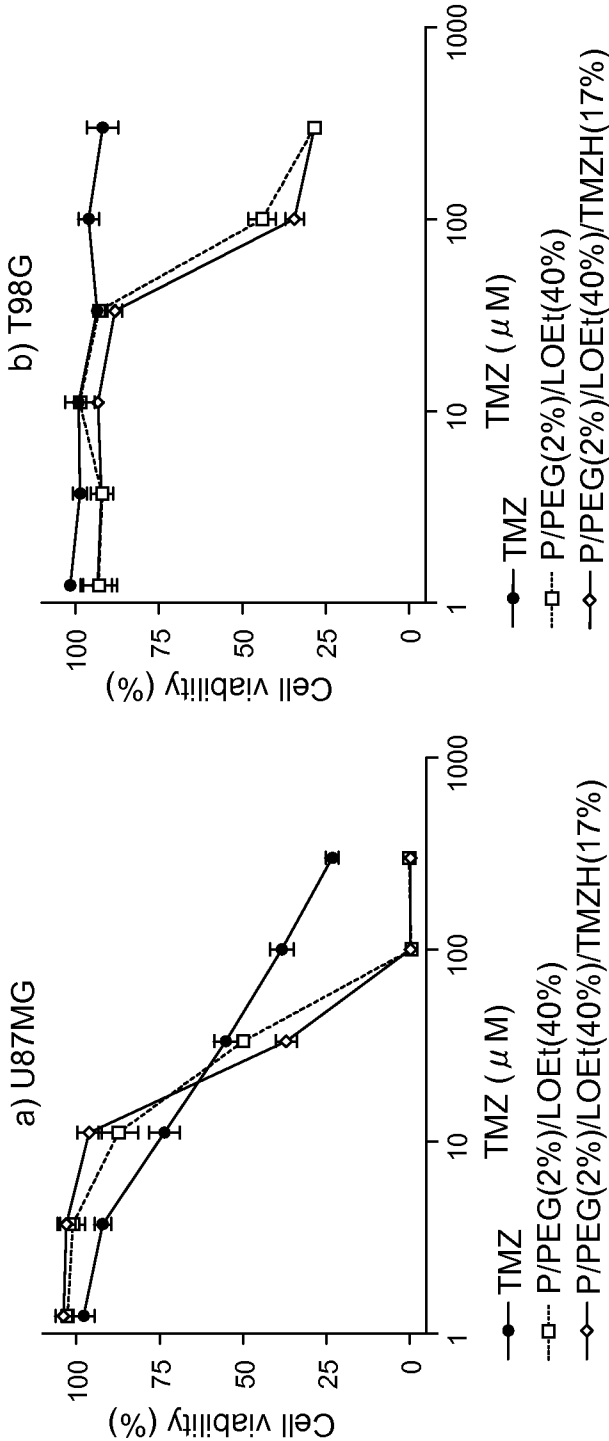 a) U87MG
Cell viability (%)
100
75
50
25
0
1
10
100
1000
TMZ (μM)
TMZ
P/PEG(2%)/LOEt(40%)
P/PEG(2%)/LOEt(40%)/TMZH(17%)
b) T98G
Cell viability (%)
100
75
50
25
0
1
10
100
1000
TMZ (μM)
TMZ
P/PEG(2%)/LOEt(40%)
P/PEG(2%)/LOEt(40%)/TMZH(17%)